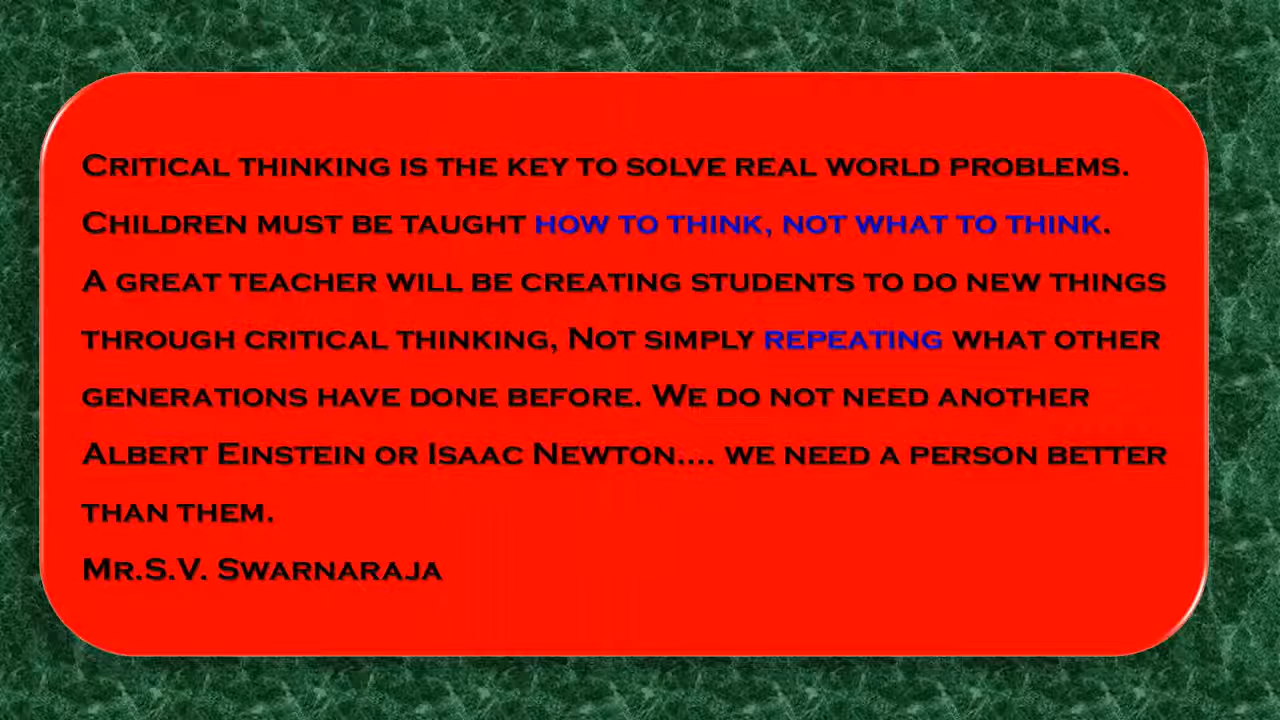 Critical thinking is the key to solve real world problems.
Children must be taught how to think, not what to think.
A great teacher will be creating students to do new things
through critical thinking, Not simply repeating what other
generations have done before. We do not need another
Albert Einstein or Isaac Newton.... we need a person better
than them.
Mr.S.V. Swarnaraja